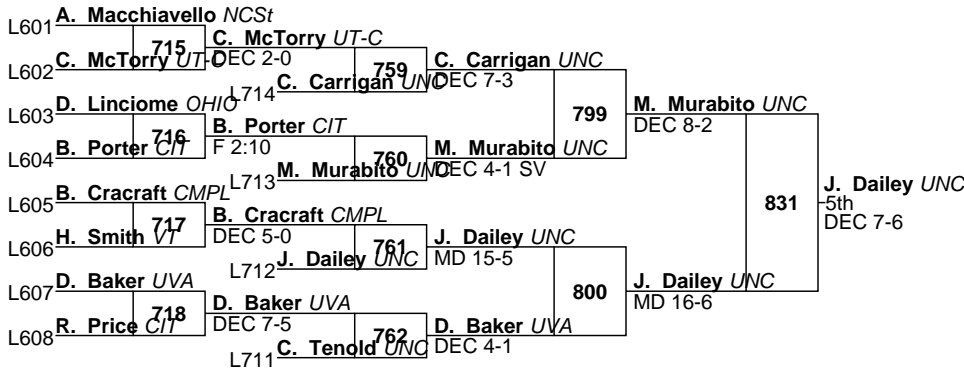 L601 A. Macchiavello NCSt
715 C. McTorry UT-C
DEC 2-0
L602 C. McTorry UT-C
759 C. Carrigan UNC
DEC 7-3
L714 C. Carrigan UNC
L603 D. Linciome OHIO
799 M. Murabito UNC
DEC 8-2
716 B. Porter CIT
F 2:10
L604 B. Porter CIT
760 M. Murabito UNC
DEC 4-1 SV
L713 M. Murabito UNC
L605 B. Cracraft CMPL
831 J. Dailey UNC
5th
DEC 7-6
717 B. Cracraft CMPL
DEC 5-0
L606 H. Smith VT
761 J. Dailey UNC
MD 15-5
L712 J. Dailey UNC
L607 D. Baker UVA
800 J. Dailey UNC
MD 16-6
718 D. Baker UVA
DEC 7-5
L608 R. Price CIT
762 D. Baker UVA
DEC 4-1
L711 C. Tenold UNC